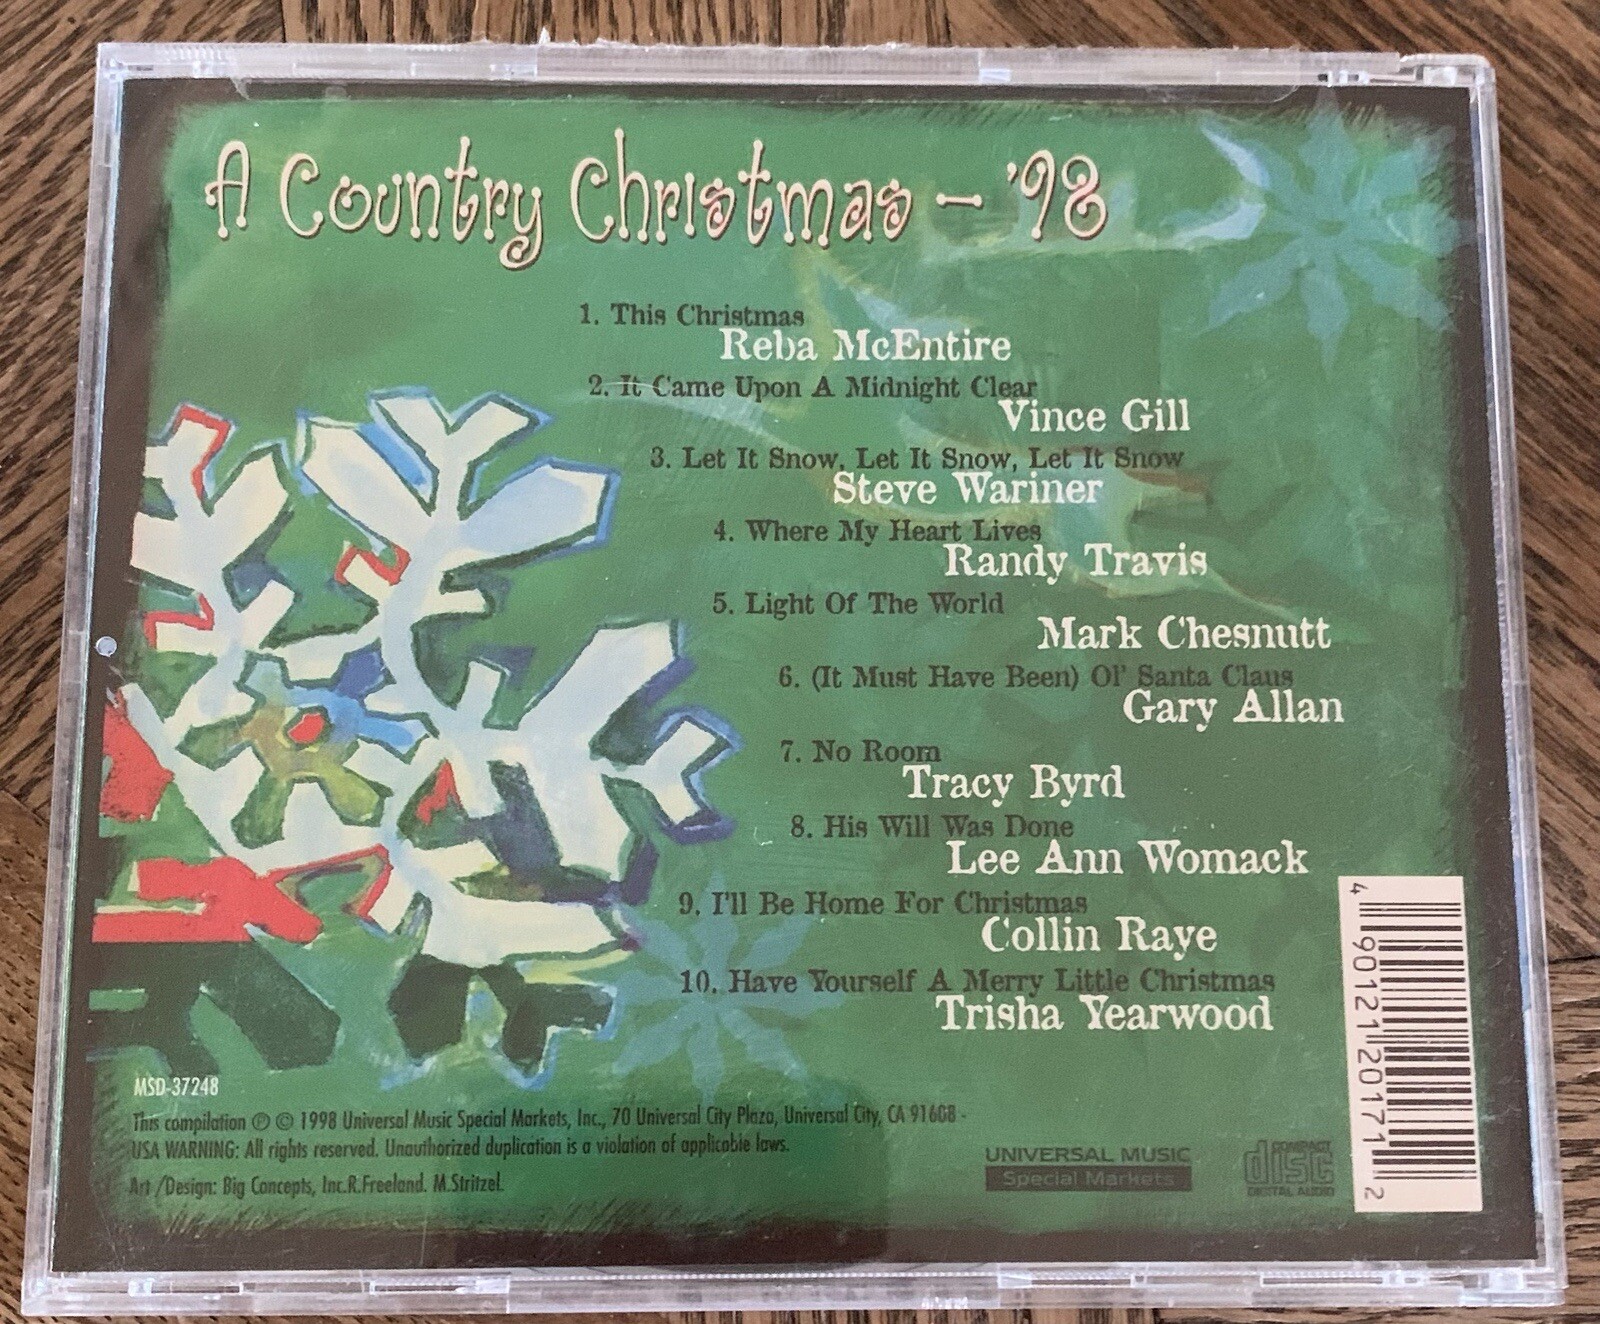 A Country Christmas – '98
1. This Christmas
Reba McEntire
2. It Came Upon A Midnight Clear
Vince Gill
3. Let It Snow, Let It Snow, Let It Snow
Steve Wariner
4. Where My Heart Lives
Randy Travis
5. Light Of The World
Mark Chesnutt
6. (It Must Have Been) Ol' Santa Claus
Gary Allan
7. No Room
Tracy Byrd
8. His Will Was Done
Lee Ann Womack
9. I'll Be Home For Christmas
Collin Raye
10. Have Yourself A Merry Little Christmas
Trisha Yearwood
MSD-37248
This compilation ℗ © 1998 Universal Music Special Markets, Inc., 70 Universal City Plaza, Universal City, CA 91608 -
USA WARNING: All rights reserved. Unauthorized duplication is a violation of applicable laws.
Art /Design: Big Concepts, Inc.R.Freeland. M.Stritzel.
UNIVERSAL MUSIC
Special Markets
COMPACT
disc
DIGITAL AUDIO
4 90121 20171 2